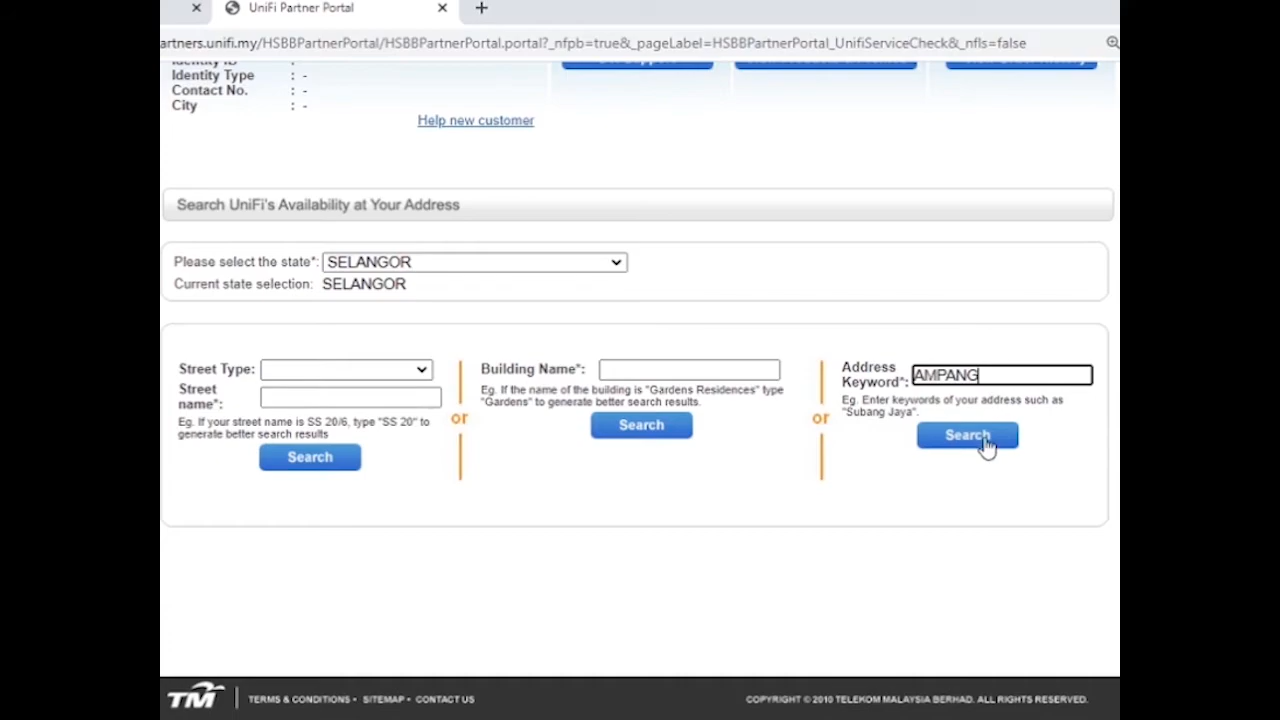 UniFi Partner Portal
artners.unifi.my/HSBBPartnerPortal/HSBBPartnerPortal.portal?_nfpb=true&_pageLabel=HSBBPartnerPortal_UnifiServiceCheck&_nfls=false
Identity ID :
Identity Type : -
Contact No. : -
City : -
Help new customer
Search UniFi's Availability at Your Address
Please select the state*: SELANGOR
Current state selection: SELANGOR
Street Type:
Street
name*:
Eg. If your street name is SS 20/6, type "SS 20" to
generate better search results
Search
or
Building Name*:
Eg. If the name of the building is "Gardens Residences" type
"Gardens" to generate better search results.
Search
or
Address
Keyword*: AMPANG
Eg. Enter keywords of your address such as
"Subang Jaya".
Search
TM TERMS & CONDITIONS • SITEMAP • CONTACT US
COPYRIGHT © 2010 TELEKOM MALAYSIA BERHAD. ALL RIGHTS RESERVED.